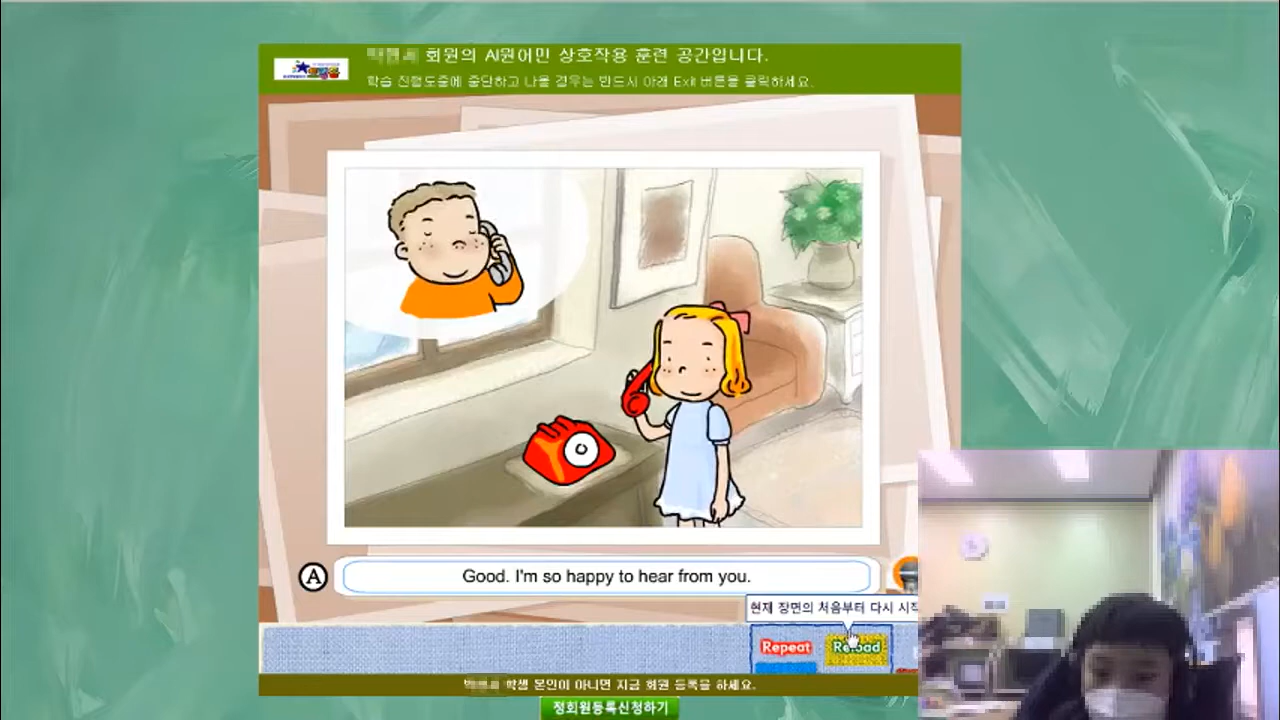 회원의 AI원어민 상호작용 훈련 공간입니다.
학습 진행도중에 중단하고 나올 경우는 반드시 아래 Exit 버튼을 클릭하세요.
A
Good. I'm so happy to hear from you.
현재 장면의 처음부터 다시 시작
Repeat
Reload
학생 본인이 아니면 지금 회원 등록을 하세요.
정회원등록신청하기